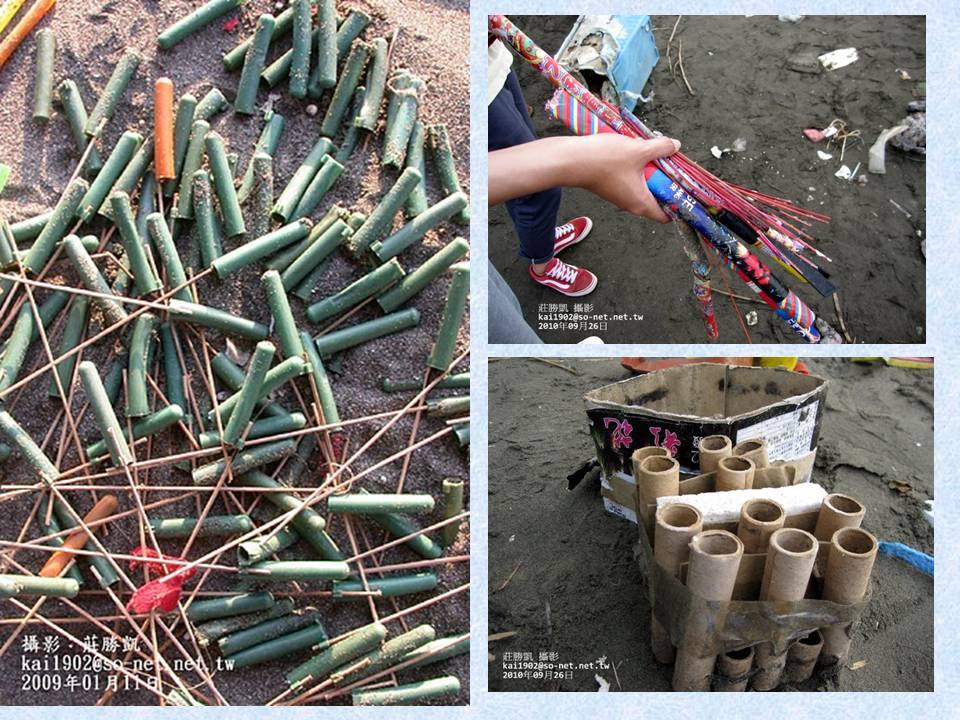 攝影：莊勝凱
kai1902@so-net.net.tw
2009年01月11日
莊勝凱 攝影
kai1902@so-net.net.tw
2010年09月26日
莊勝凱 攝影
kai1902@so-net.net.tw
2010年09月26日